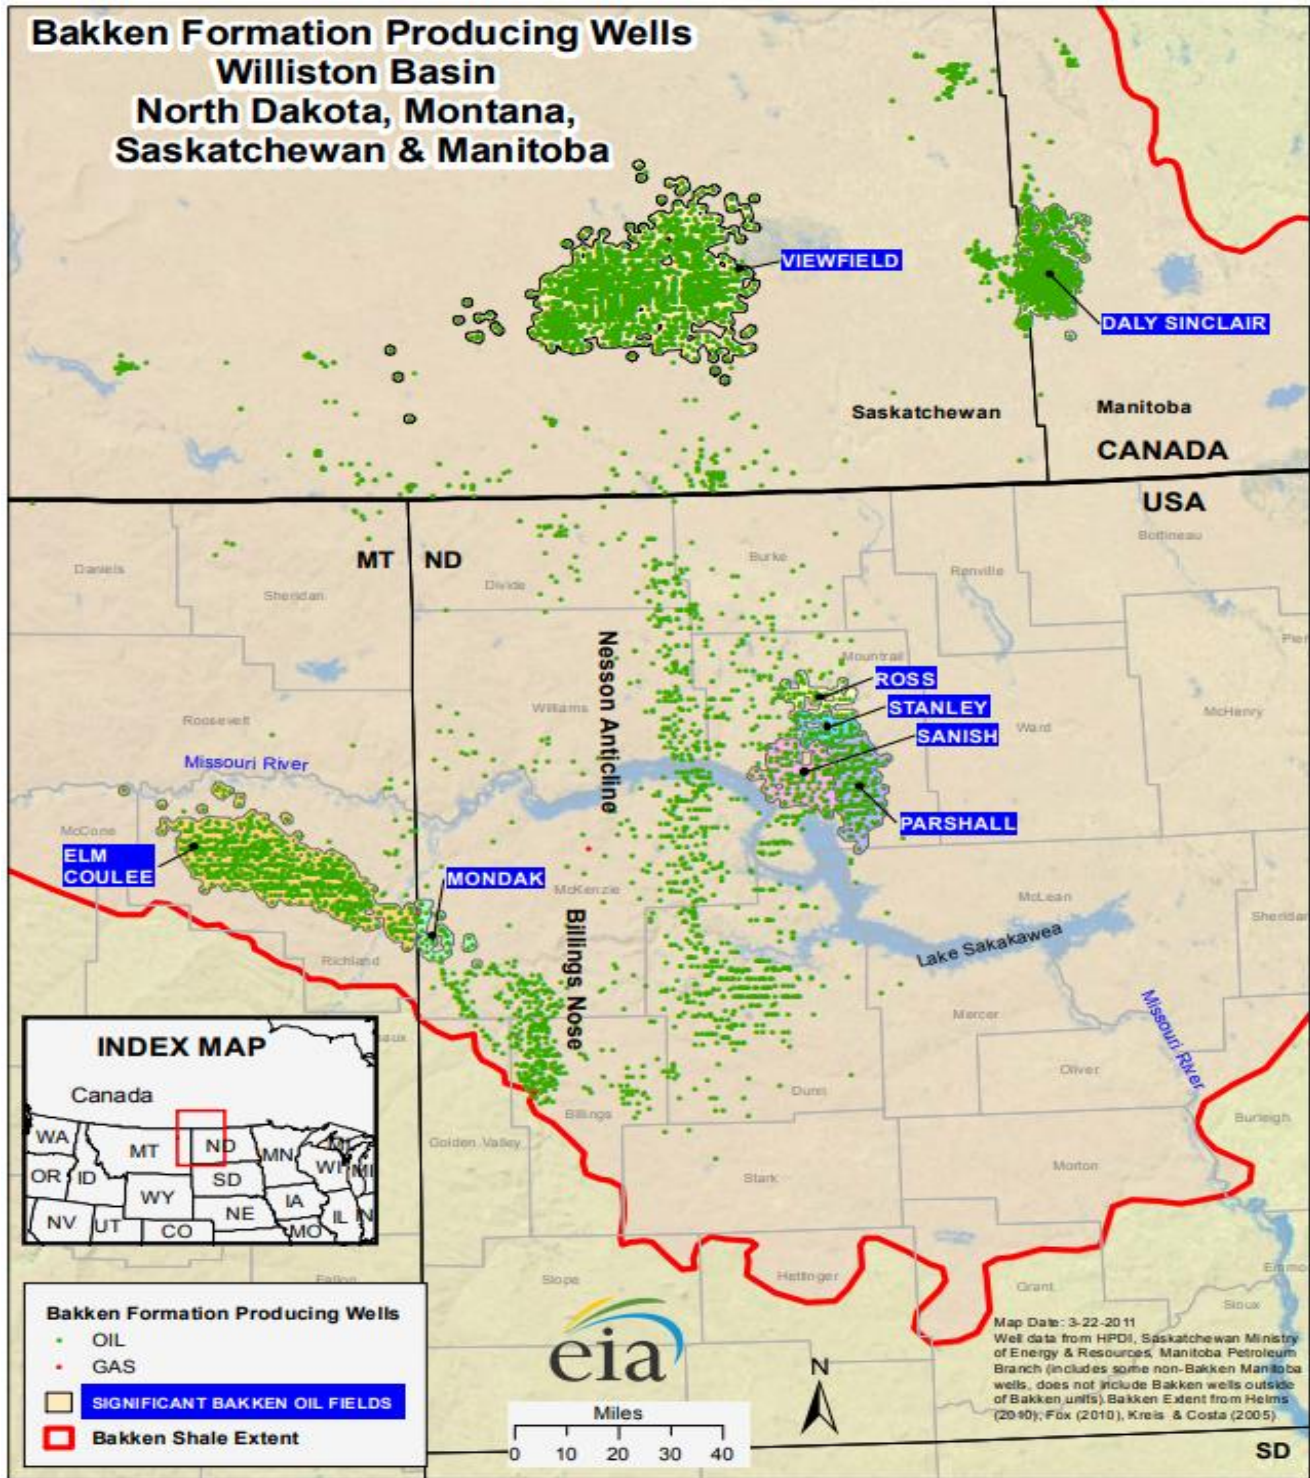 Bakken Formation Producing Wells
Williston Basin
North Dakota, Montana,
Saskatchewan & Manitoba
VIEWFIELD
DALY SINCLAIR
Saskatchewan
Manitoba
CANADA
USA
MT
ND
Daniels
Sheridan
Divide
Burke
Renville
Bottineau
Nesson Anticline
Mountrail
ROSS
STANLEY
SANISH
PARSHALL
Roosevelt
Williams
Ward
McHenry
Missouri River
McCone
ELM
COULEE
MONDAK
McKenzie
McLean
Richland
Billings Nose
Lake Sakakawea
Missouri River
Mercer
Oliver
Dunn
Billings
Golden Valley
Burleigh
Stark
Morton
INDEX MAP
Canada
WA
MT
ND
MN
MI
OR
ID
WY
SD
WI
MI
NV
UT
CO
NE
IA
MO
IL
IN
Fallon
Slope
Hettinger
Grant
Sioux
Bakken Formation Producing Wells
OIL
GAS
SIGNIFICANT BAKKEN OIL FIELDS
Bakken Shale Extent
eia
N
Miles
0 10 20 30 40
Map Date: 3-22-2011
Well data from HPDI, Saskatchewan Ministry
of Energy & Resources, Manitoba Petroleum
Branch (includes some non-Bakken Manitoba
wells, does not include Bakken wells outside
of Bakken units).Bakken Extent from Helms
(2010), Fox (2010), Kreis & Costa (2005)
SD